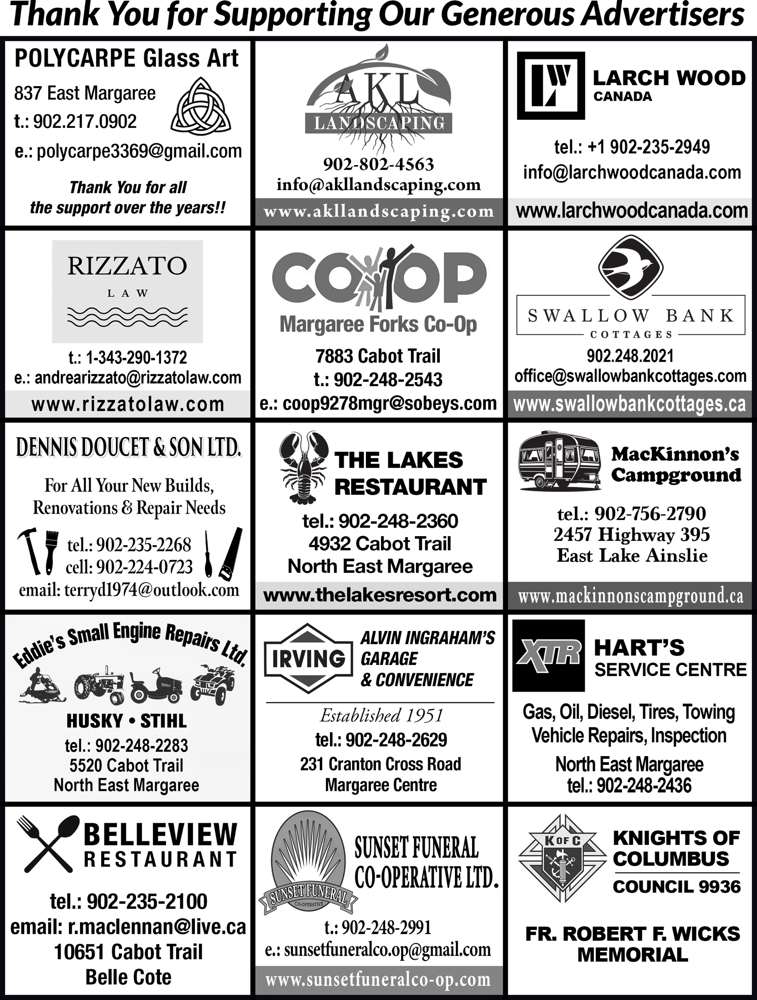 Thank You for Supporting Our Generous Advertisers
POLYCARPE Glass Art
837 East Margaree
t.: 902.217.0902
e.: polycarpe3369@gmail.com
Thank You for all
the support over the years!!
AKL
LANDSCAPING
902-802-4563
info@akllandscaping.com
www.akllandscaping.com
LW
LARCH WOOD
CANADA
tel.: +1 902-235-2949
info@larchwoodcanada.com
www.larchwoodcanada.com
RIZZATO
LAW
t.: 1-343-290-1372
e.: andrearizzato@rizzatolaw.com
www.rizzatolaw.com
COOP
Margaree Forks Co-Op
7883 Cabot Trail
t.: 902-248-2543
e.: coop9278mgr@sobeys.com
SWALLOW BANK
COTTAGES
902.248.2021
office@swallowbankcottages.com
www.swallowbankcottages.ca
DENNIS DOUCET & SON LTD.
For All Your New Builds,
Renovations & Repair Needs
tel.: 902-235-2268
cell: 902-224-0723
email: terryd1974@outlook.com
THE LAKES
RESTAURANT
tel.: 902-248-2360
4932 Cabot Trail
North East Margaree
www.thelakesresort.com
MacKinnon's
Campground
tel.: 902-756-2790
2457 Highway 395
East Lake Ainslie
www.mackinnonscampground.ca
Eddie's Small Engine Repairs Ltd.
HUSKY • STIHL
tel.: 902-248-2283
5520 Cabot Trail
North East Margaree
IRVING
ALVIN INGRAHAM'S
GARAGE
& CONVENIENCE
Established 1951
tel.: 902-248-2629
231 Cranton Cross Road
Margaree Centre
XTR
HART'S
SERVICE CENTRE
Gas, Oil, Diesel, Tires, Towing
Vehicle Repairs, Inspection
North East Margaree
tel.: 902-248-2436
BELLEVIEW
RESTAURANT
tel.: 902-235-2100
email: r.maclennan@live.ca
10651 Cabot Trail
Belle Cote
SUNSET FUNERAL
CO-OPERATIVE
SUNSET FUNERAL
CO-OPERATIVE LTD.
t.: 902-248-2991
e.: sunsetfuneralco.op@gmail.com
www.sunsetfuneralco-op.com
K OF C
KNIGHTS OF
COLUMBUS
COUNCIL 9936
FR. ROBERT F. WICKS
MEMORIAL